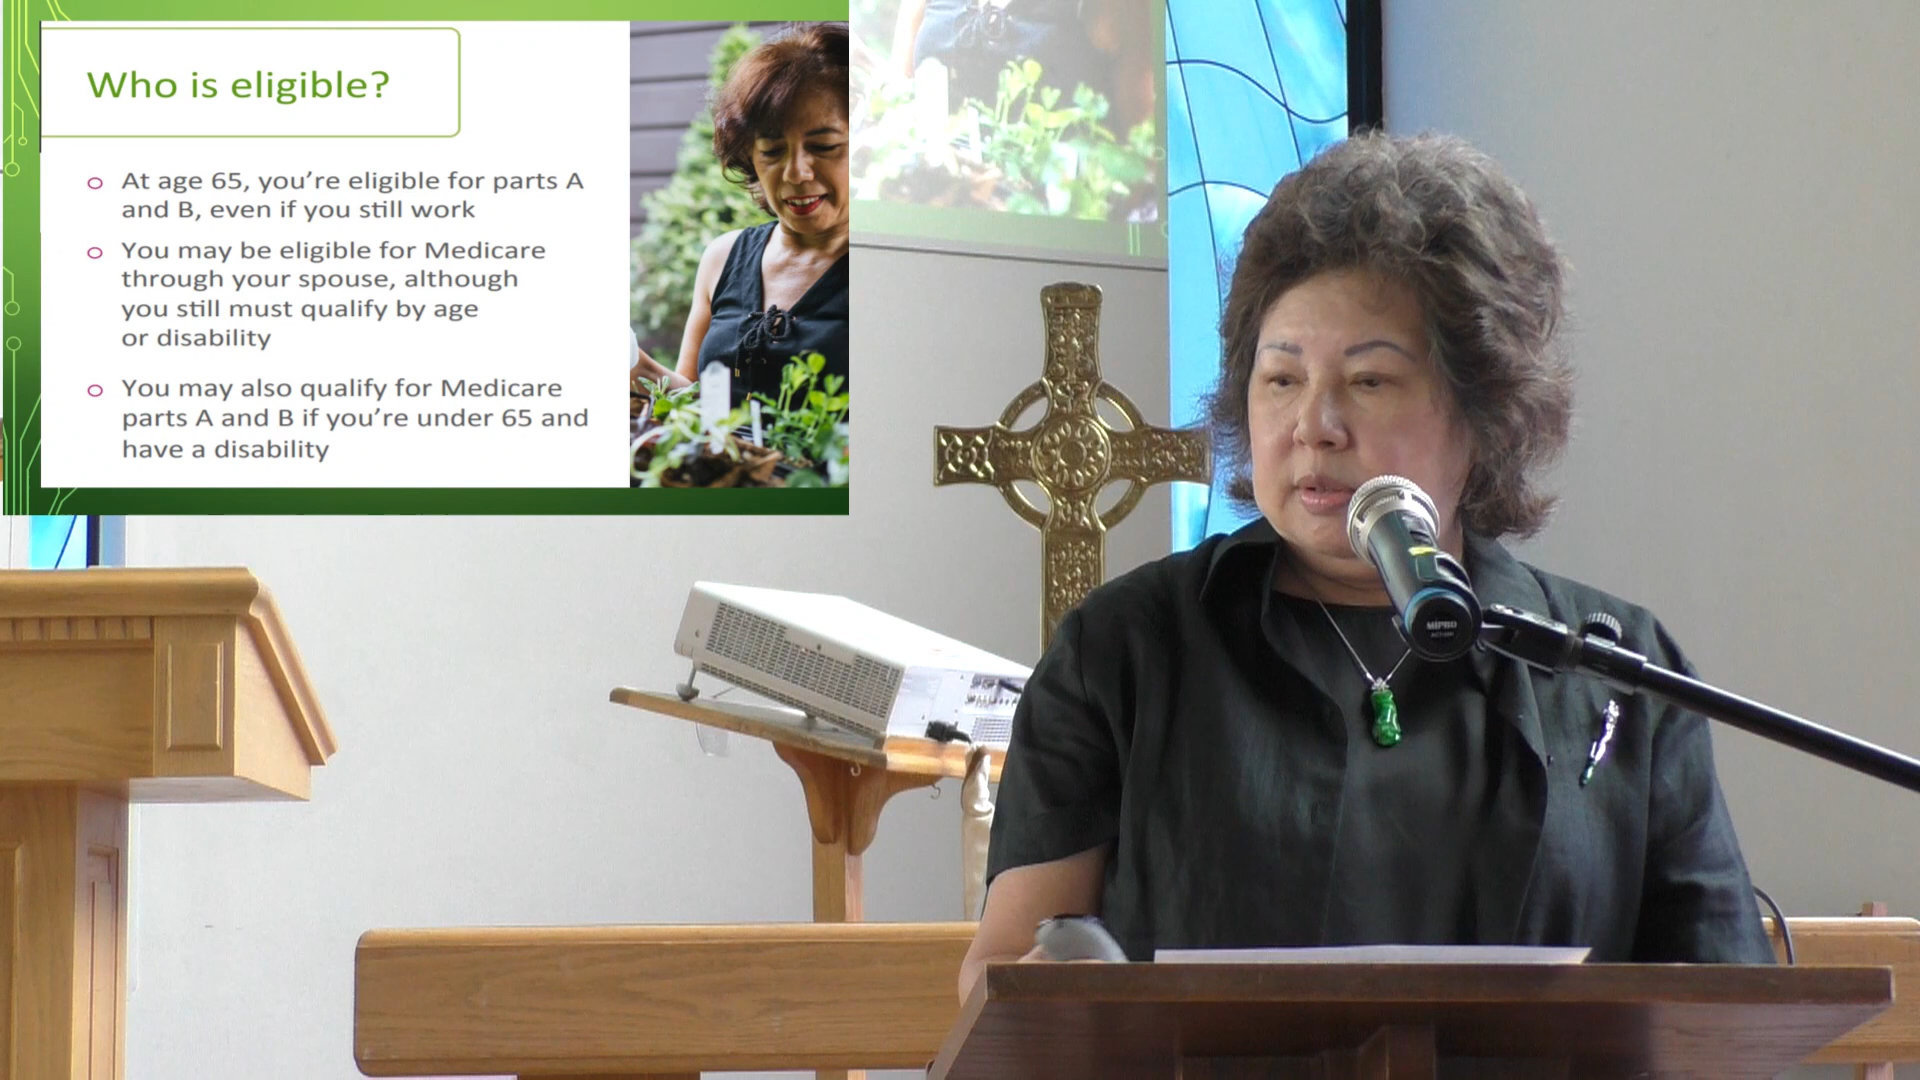 Who is eligible?
At age 65, you’re eligible for parts A
and B, even if you still work
You may be eligible for Medicare
through your spouse, although
you still must qualify by age
or disability
You may also qualify for Medicare
parts A and B if you’re under 65 and
have a disability
MIPRO